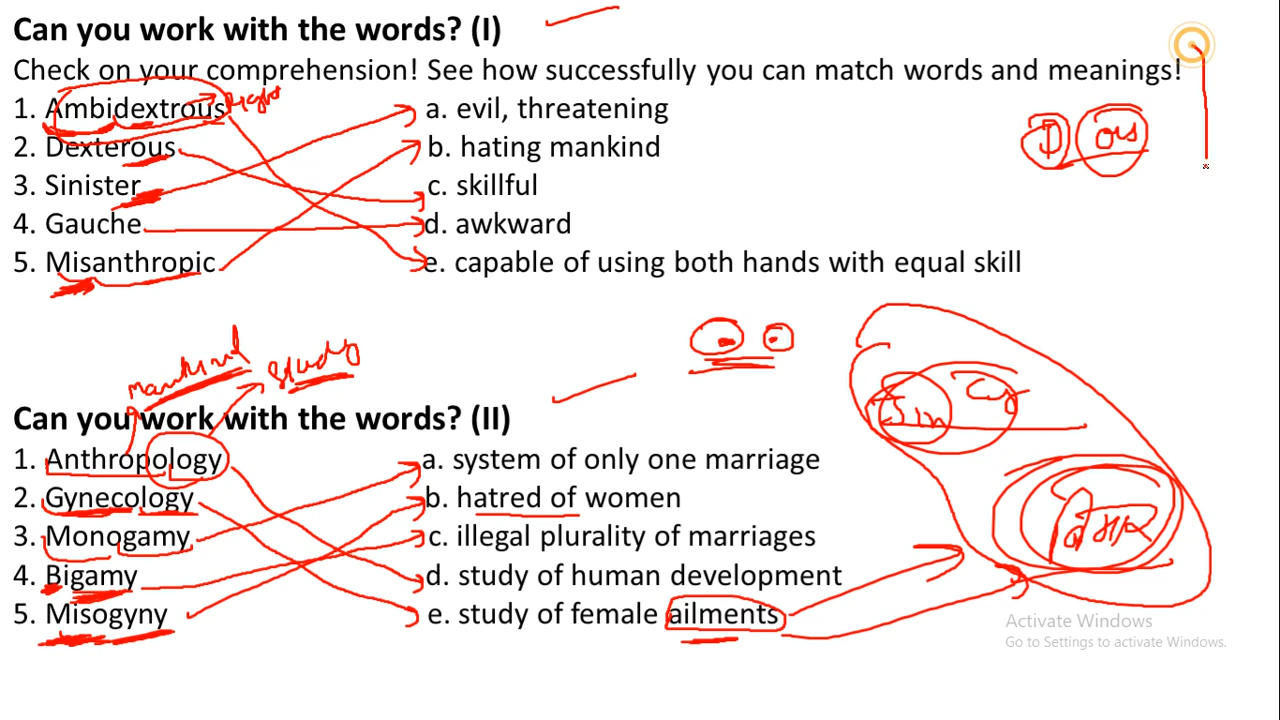 Can you work with the words? (I)
Check on your comprehension! See how successfully you can match words and meanings!
1. Ambidextrous Right a. evil, threatening
2. Dexterous b. hating mankind
3. Sinister c. skillful
4. Gauche d. awkward
5. Misanthropic e. capable of using both hands with equal skill
D ous
mankind study
Can you work with the words? (II)
1. Anthropology a. system of only one marriage
2. Gynecology b. hatred of women
3. Monogamy c. illegal plurality of marriages
4. Bigamy d. study of human development
5. Misogyny e. study of female ailments
Activate Windows
Go to Settings to activate Windows.